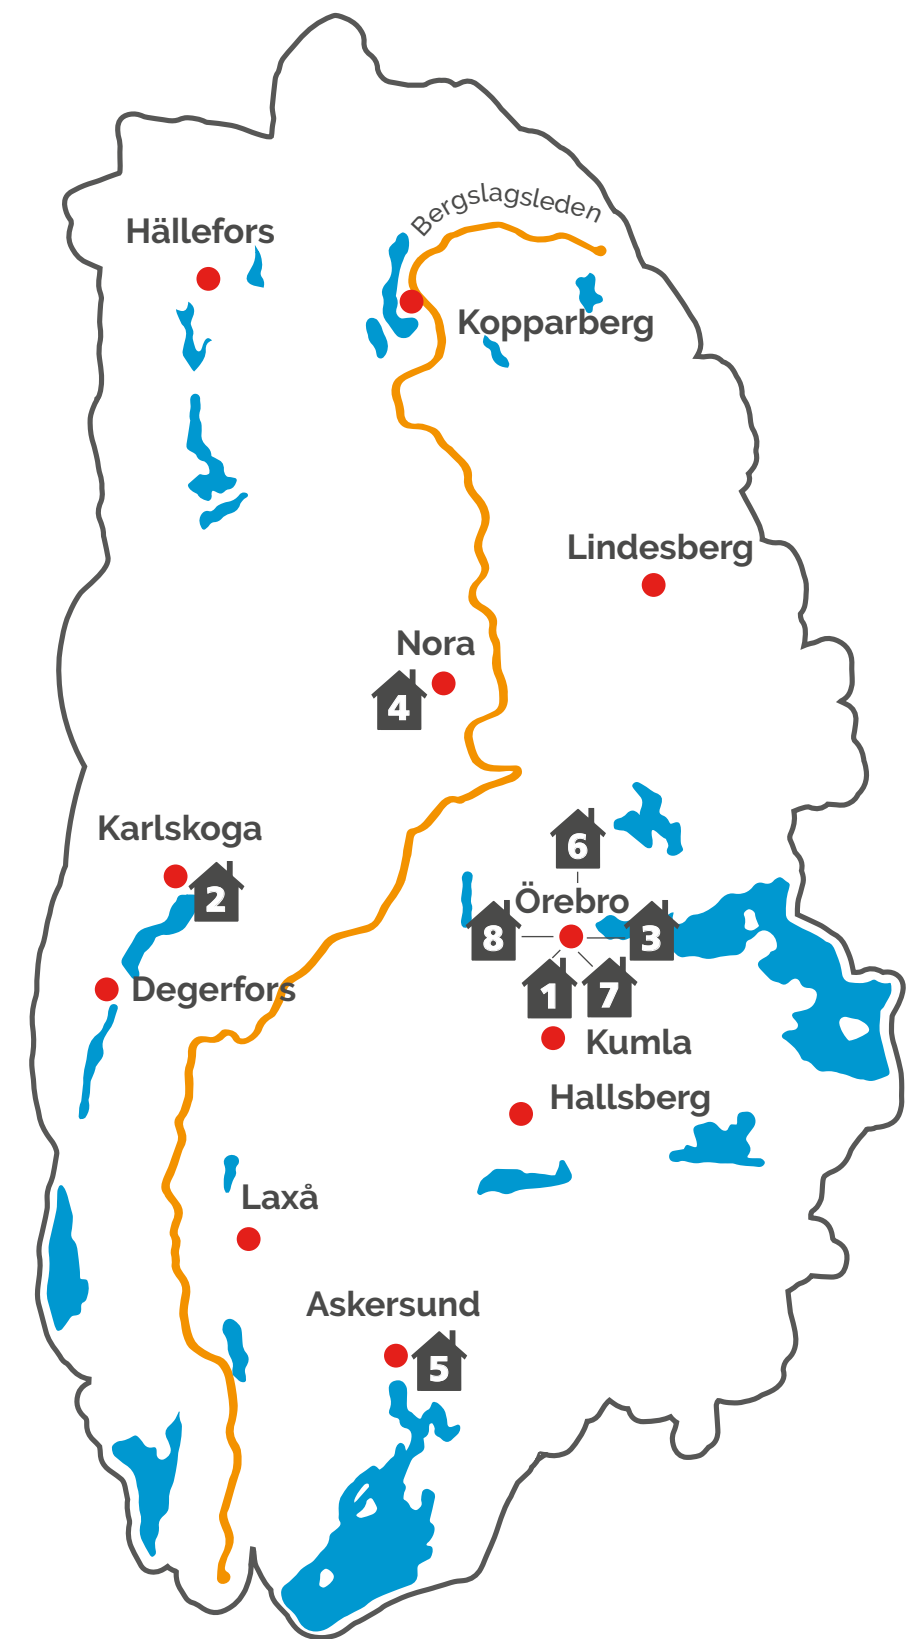 Bergslagsleden
Hällefors
Kopparberg
Lindesberg
Nora
4
Karlskoga
2
6
Örebro
8
3
1
7
Degerfors
Kumla
Hallsberg
Laxå
Askersund
5